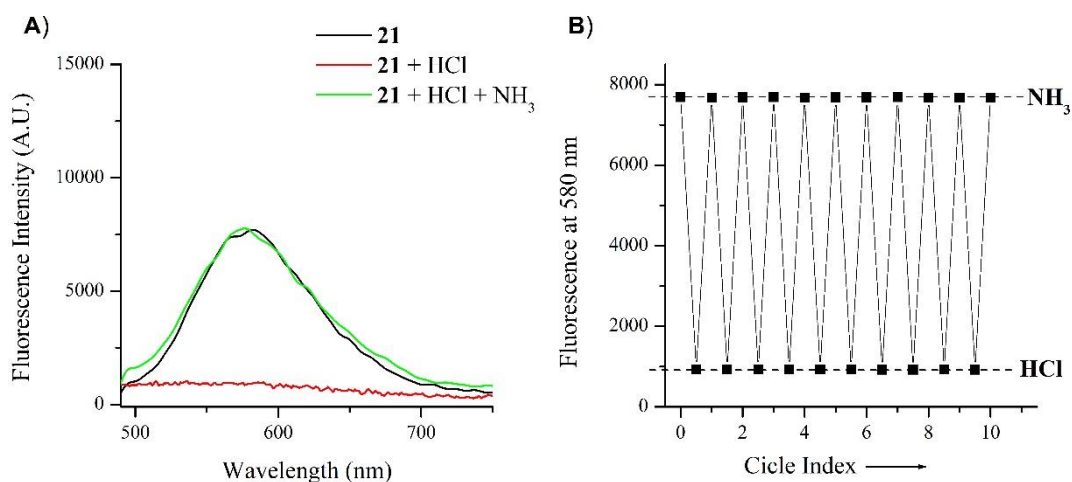 A)
21
21 + HCl
21 + HCl + NH3
15000
10000
5000
0
Fluorescence Intensity (A.U.)
500
600
700
Wavelength (nm)
B)
8000
6000
4000
2000
0
Fluorescence at 580 nm
NH3
HCl
0
2
4
6
8
10
Cicle Index